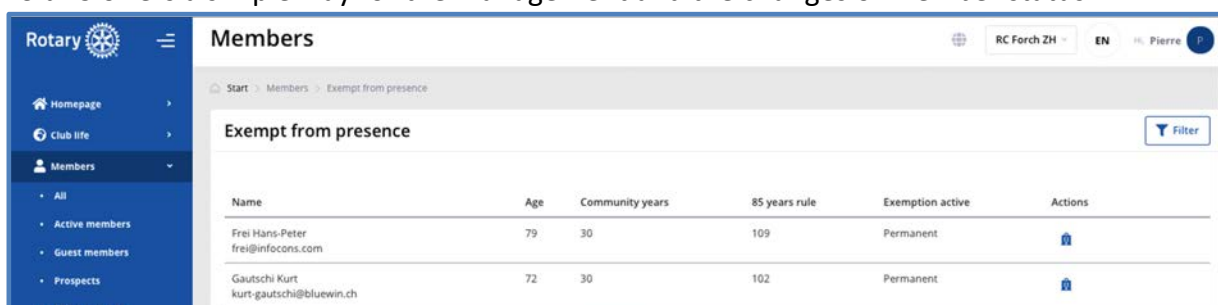 Rotary
Members
RC Forch ZH
EN
Hi, Pierre
P
Start > Members > Exempt from presence
Homepage
Club life
Members
All
Active members
Guest members
Prospects
Exempt from presence
Filter
Name Age Community years 85 years rule Exemption active Actions
Frei Hans-Peter 79 30 109 Permanent
frei@infocons.com
Gautschi Kurt 72 30 102 Permanent
kurt-gautschi@bluewin.ch